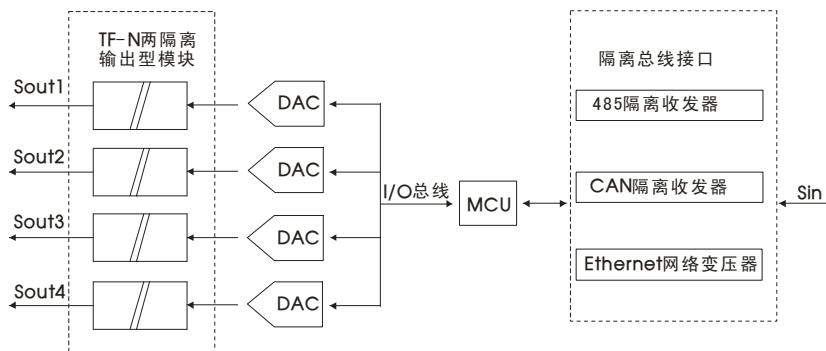 TF-N两隔离
输出型模块
Sout1
DAC
Sout2
DAC
Sout3
DAC
Sout4
DAC
I/O总线
MCU
隔离总线接口
485隔离收发器
CAN隔离收发器
Ethernet网络变压器
Sin